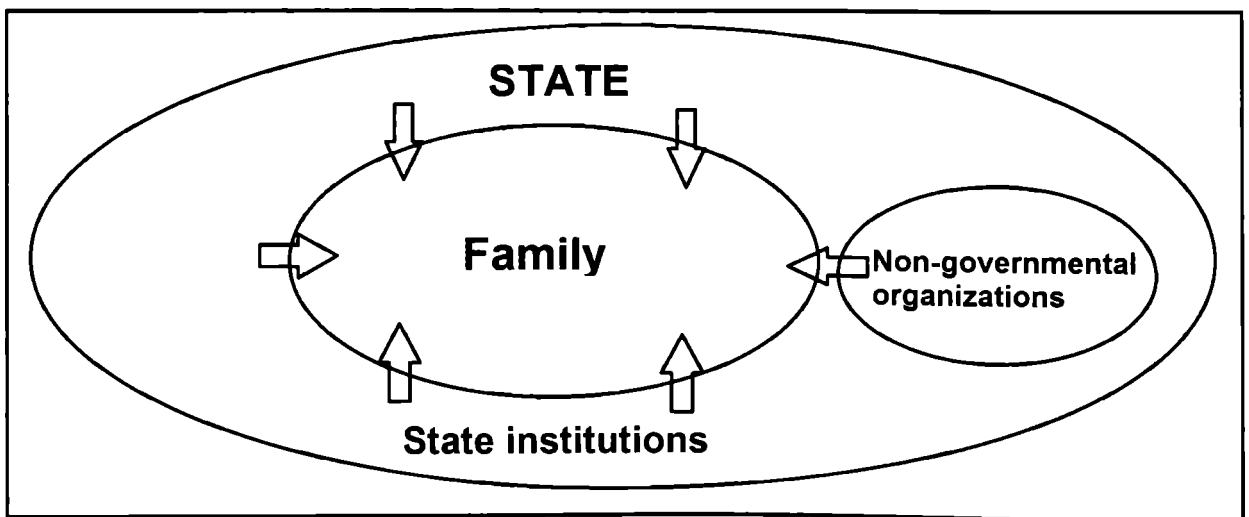 STATE
Family
Non-governmental
organizations
State institutions